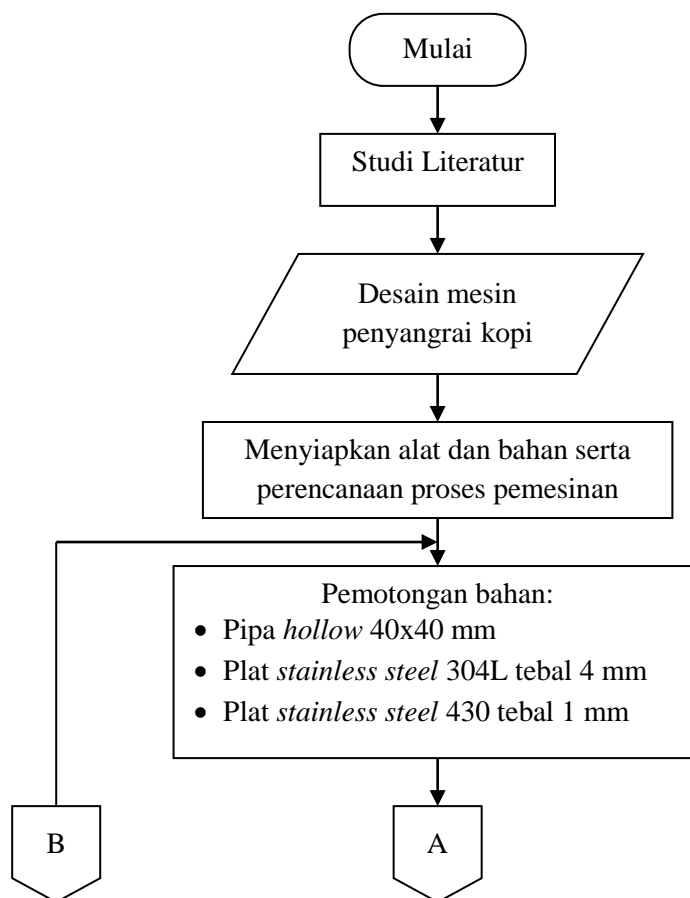 Mulai
Studi Literatur
Desain mesin
penyangrai kopi
Menyiapkan alat dan bahan serta
perencanaan proses pemesinan
Pemotongan bahan:
• Pipa hollow 40x40 mm
• Plat stainless steel 304L tebal 4 mm
• Plat stainless steel 430 tebal 1 mm
B
A